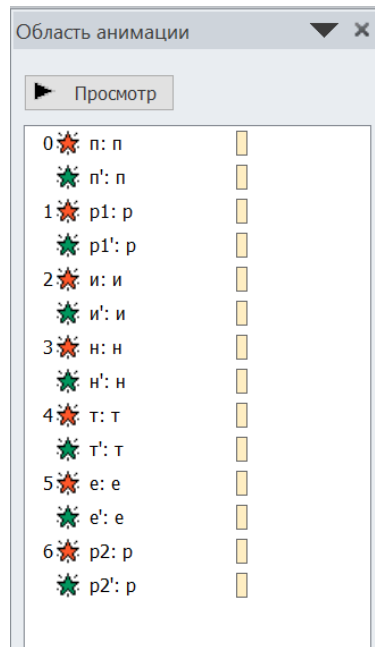 Область анимации
Просмотр
0 п: п
п': п
1 р1: р
р1': р
2 и: и
и': и
3 н: н
н': н
4 т: т
т': т
5 е: е
е': е
6 р2: р
р2': р